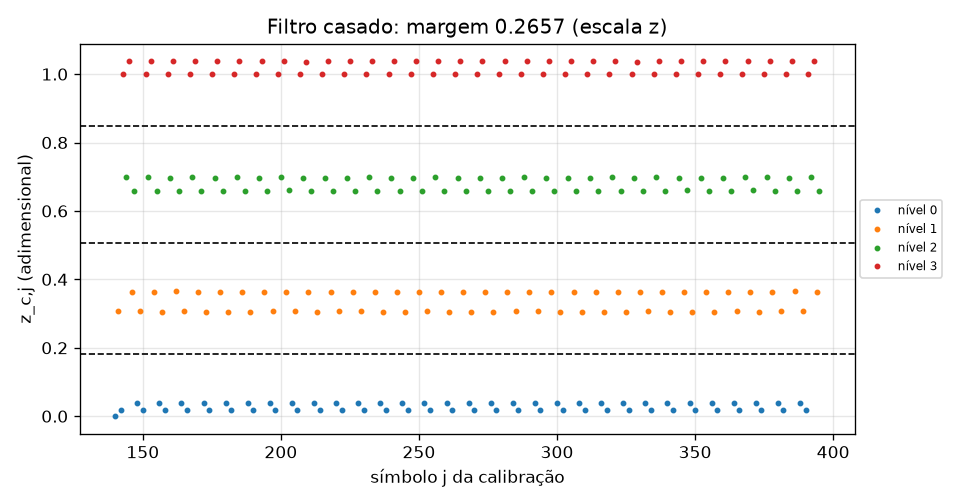 Filtro casado: margem 0.2657 (escala z)
z_c,j (adimensional)
1.0
0.8
0.6
0.4
0.2
0.0
150
200
250
300
350
400
símbolo j da calibração
nível 0
nível 1
nível 2
nível 3